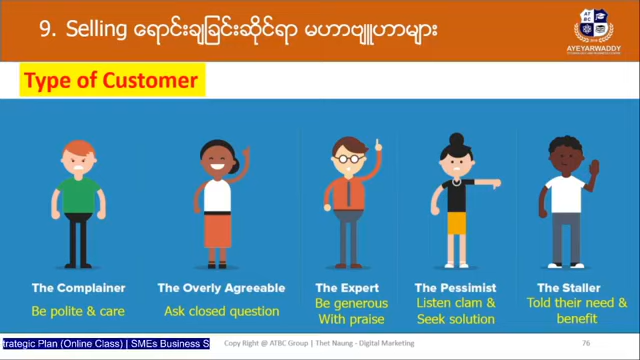 9. Selling ရောင်းချခြင်းဆိုင်ရာ မဟာဗျူဟာများ
AT
BC
AYEYARWADDY
Type of Customer
The Complainer
Be polite & care
The Overly Agreeable
Ask closed question
The Expert
Be generous
With praise
The Pessimist
Listen clam &
Seek solution
The Staller
Told their need &
benefit
trategic Plan (Online Class) | SMEs Business S
Copy Right @ ATBC Group | Thet Naung - Digital Marketing
76